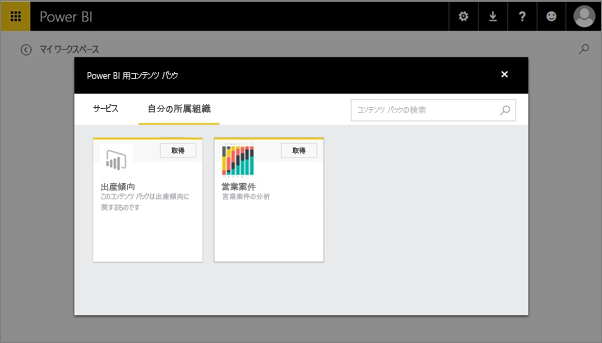 Power BI
?
マイ ワークスペース
Power BI 用コンテンツ パック
サービス
自分の所属組織
コンテンツ パックの検索
取得
出産傾向
このコンテンツ パックは出産傾向に
関するものです
取得
営業案件
営業案件の分析